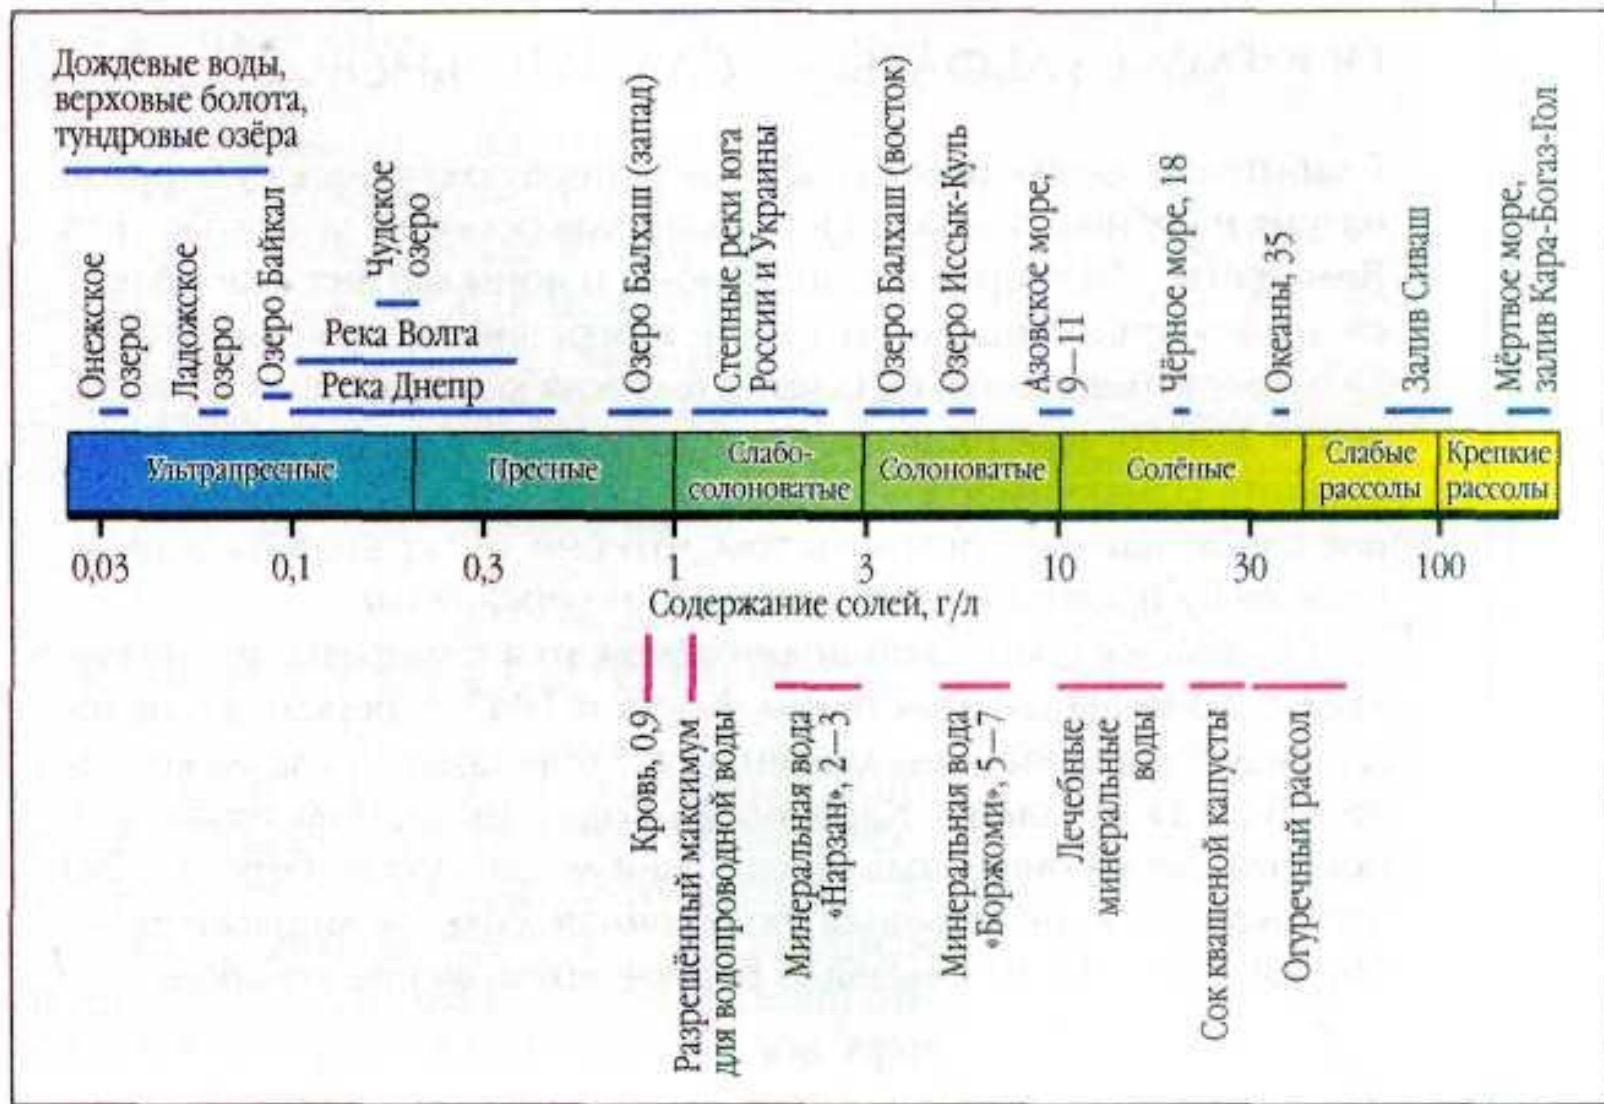 Дождевые воды,
верховые болота,
тундровые озёра
Онежское
озеро
Ладожское
озеро
Озеро Байкал
Чудское
озеро
Река Волга
Река Днепр
Озеро Балхаш (запад)
Степные реки юга
России и Украины
Озеро Балхаш (восток)
Озеро Иссык-Куль
Азовское море,
9—11
Чёрное море, 18
Океаны, 35
Залив Сиваш
Мёртвое море,
залив Кара-Богаз-Гол
Ультрапресные
Пресные
Слабо-
солоноватые
Солоноватые
Солёные
Слабые
рассолы
Крепкие
рассолы
0,03
0,1
0,3
1
3
10
30
100
Содержание солей, г/л
Кровь, 0,9
Разрешённый максимум
для водопроводной воды
Минеральная вода
«Нарзан», 2—3
Минеральная вода
«Боржоми», 5—7
Лечебные
минеральные
воды
Сок квашеной капусты
Огуречный рассол